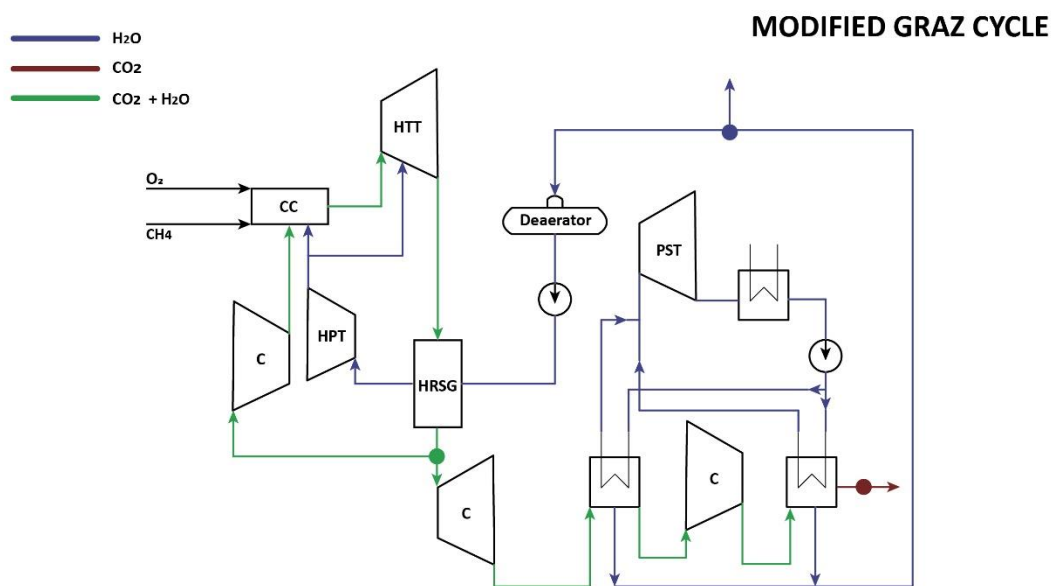 MODIFIED GRAZ CYCLE
H₂O
CO₂
CO₂ + H₂O
HTT
O₂
CC
CH4
Deaerator
PST
C
HPT
HRSG
C
C